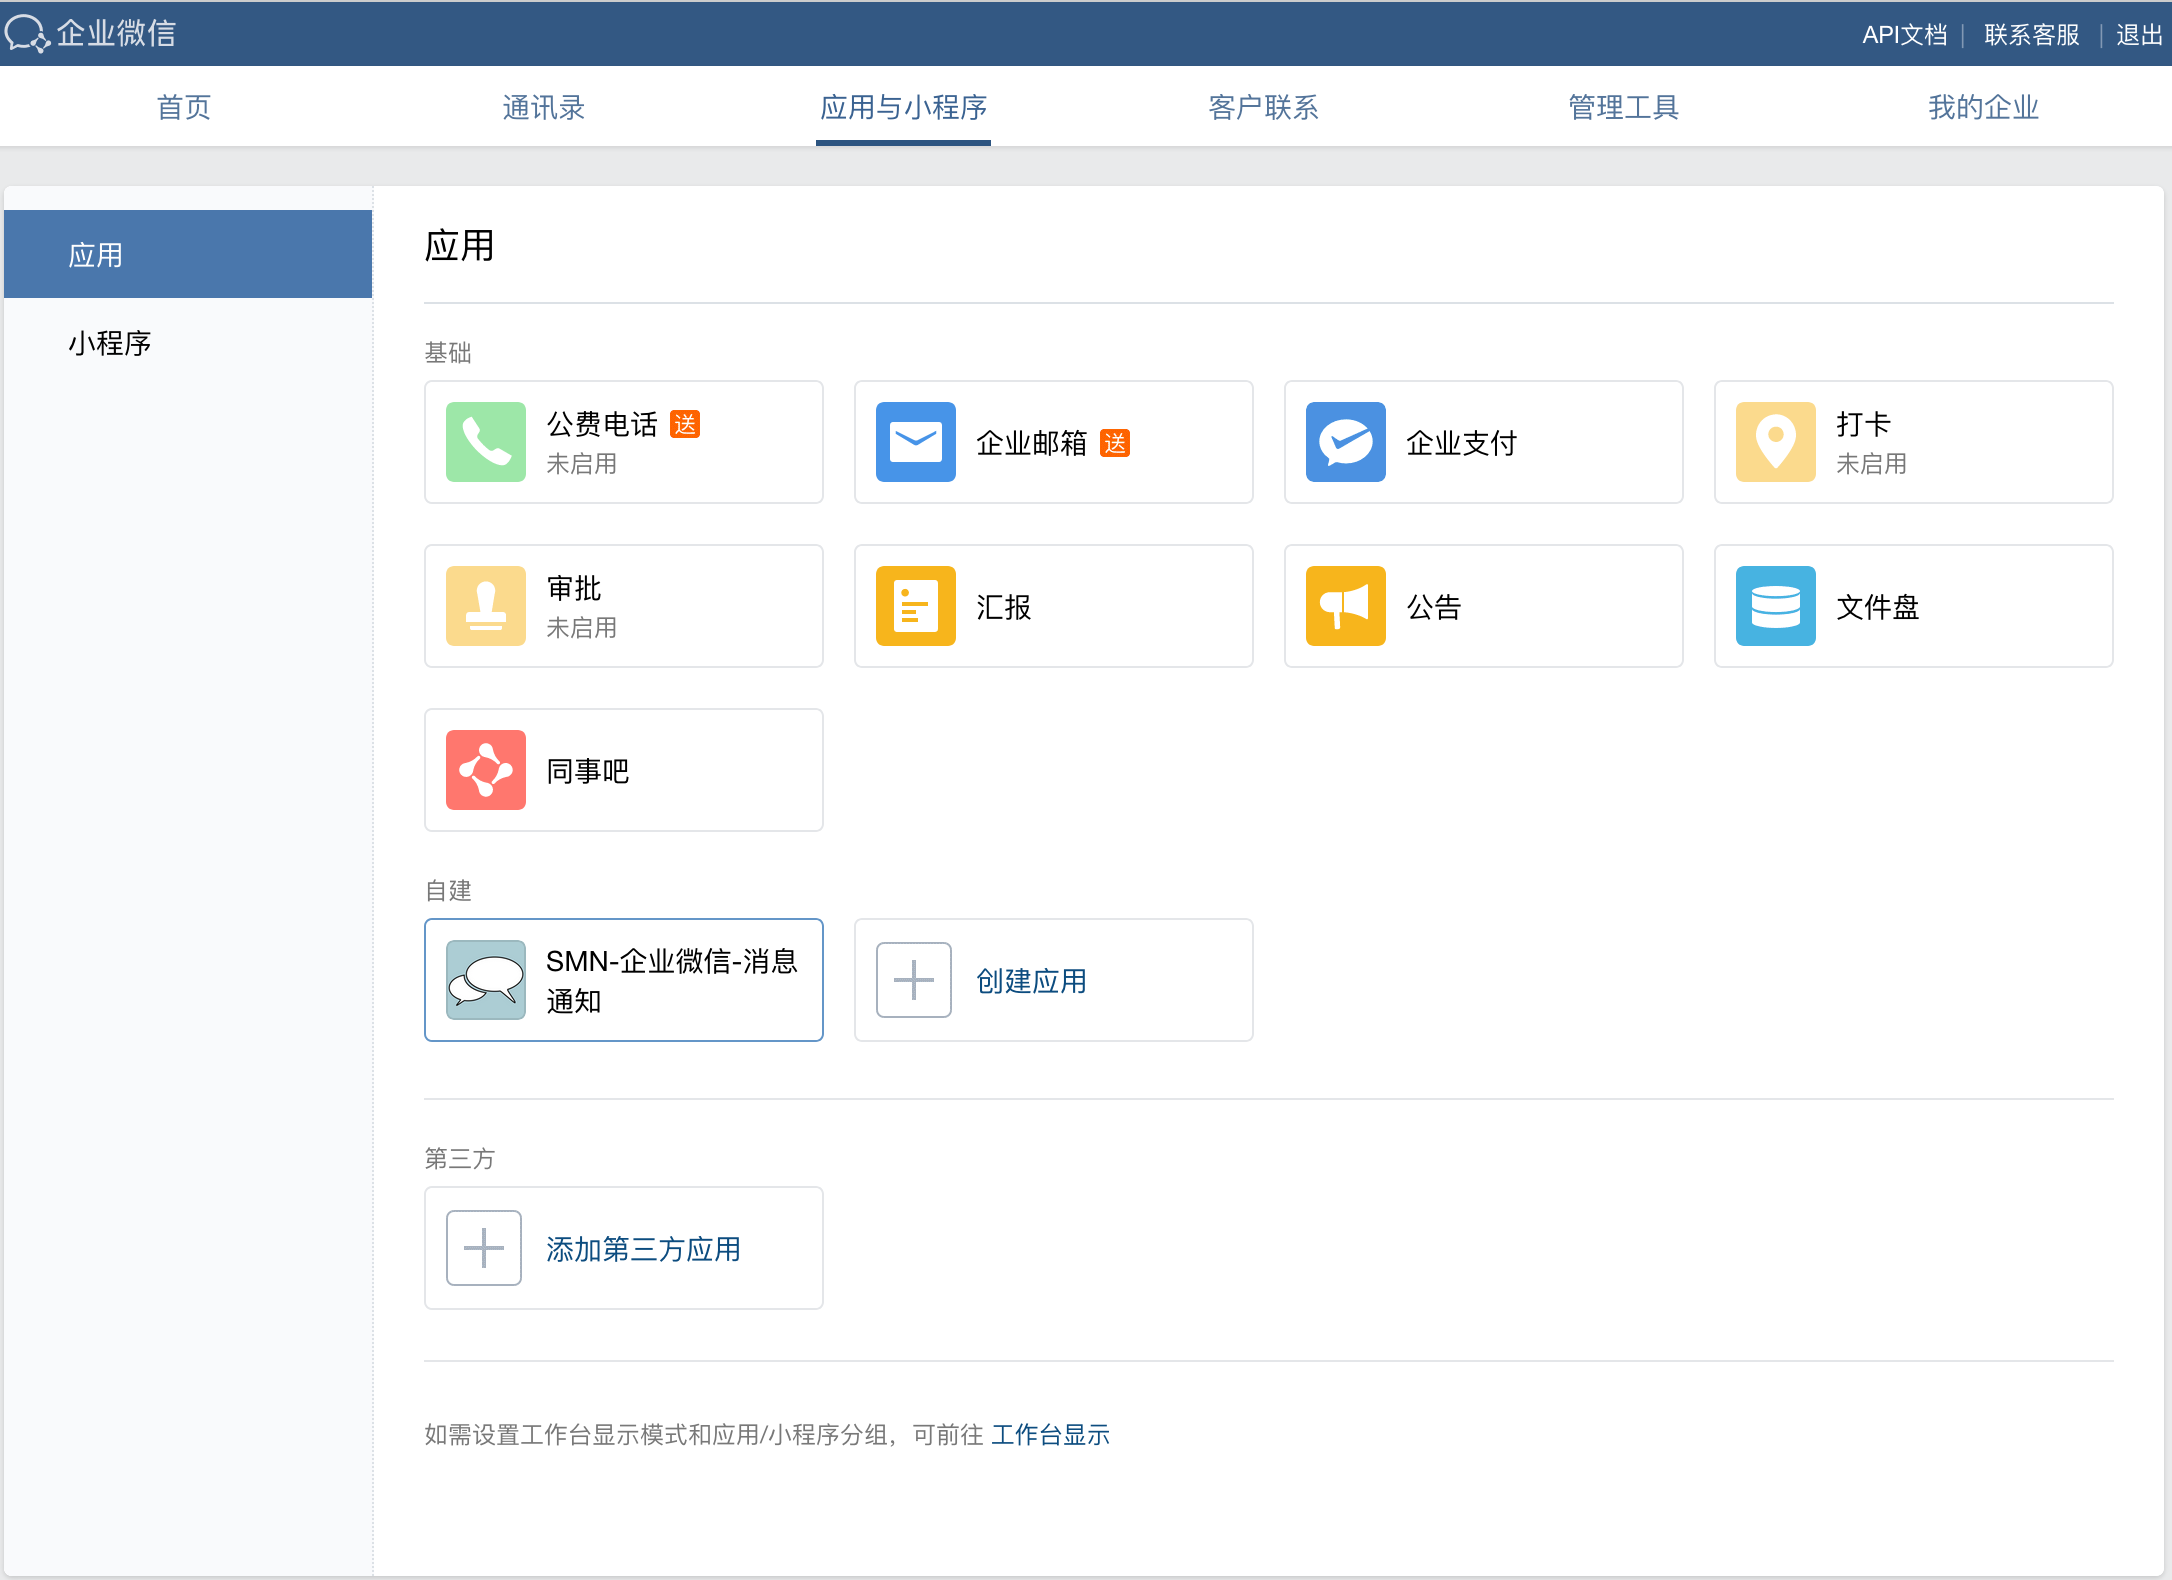 企业微信
API文档 | 联系客服 | 退出
首页 通讯录 应用与小程序 客户联系 管理工具 我的企业
应用
小程序
应用
基础
公费电话 送
未启用
企业邮箱 送
企业支付
打卡
未启用
审批
未启用
汇报
公告
文件盘
同事吧
自建
SMN-企业微信-消息
通知
创建应用
第三方
添加第三方应用
如需设置工作台显示模式和应用/小程序分组，可前往 工作台显示